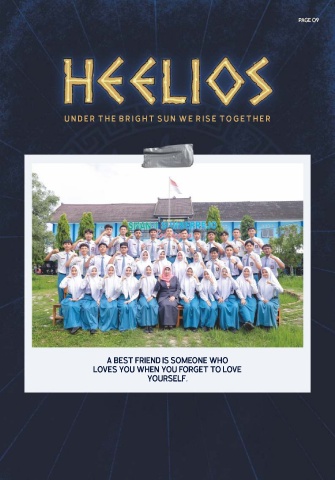 PAGE 09
HEELIOS
UNDER THE BRIGHT SUN WE RISE TOGETHER
A BEST FRIEND IS SOMEONE WHO
LOVES YOU WHEN YOU FORGET TO LOVE
YOURSELF.